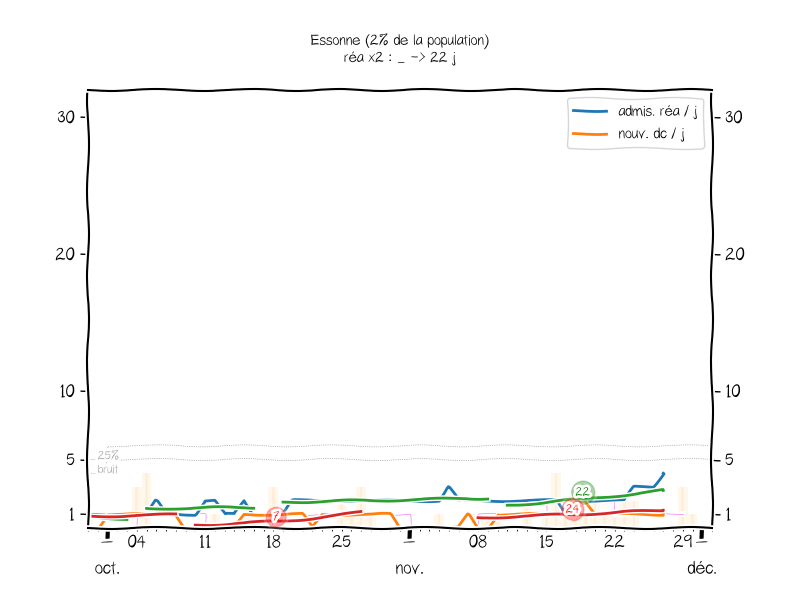 Essonne (2% de la population)
réa x2 : _ -> 22 j
admis. réa / j
nouv. dc / j
30
30
20
20
10
10
5
5
25%
bruit
1
1
22
24
7
04
11
18
25
08
15
22
29
oct.
nov.
déc.